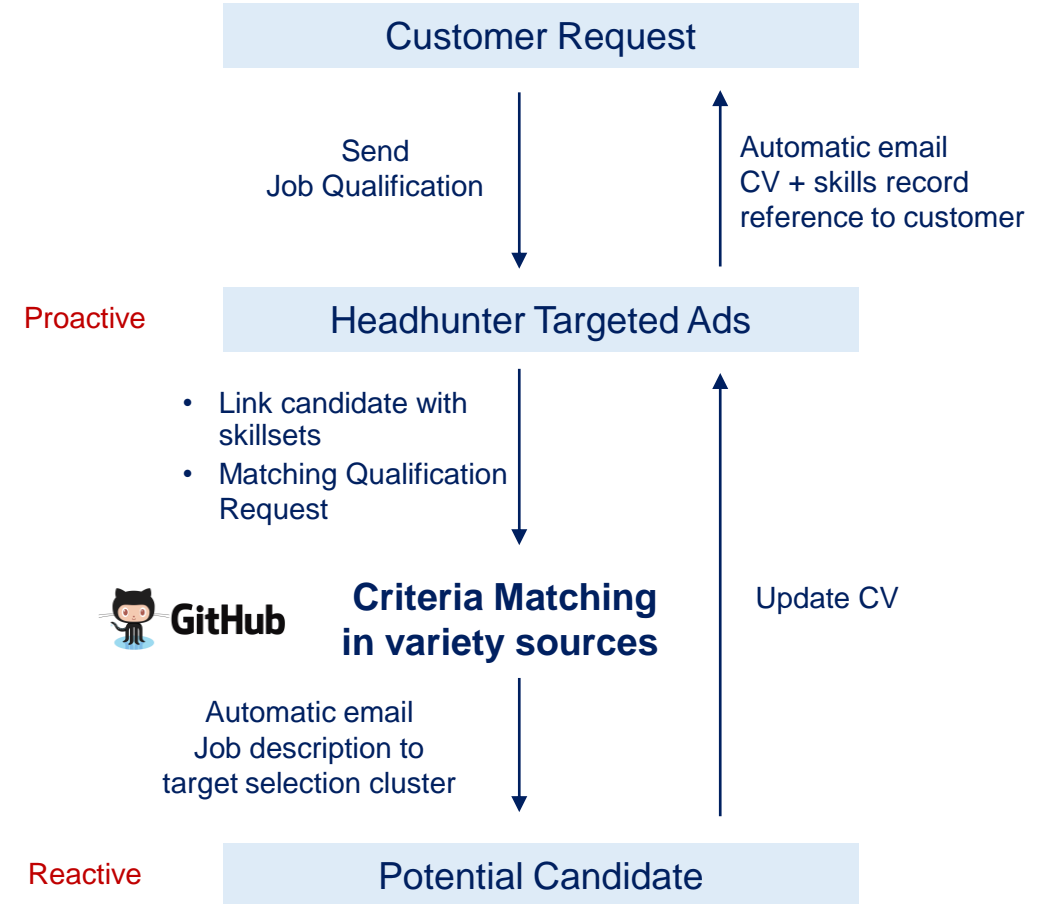 Customer Request
Send
Job Qualification
Automatic email
CV + skills record
reference to customer
Proactive
Headhunter Targeted Ads
• Link candidate with
skillsets
• Matching Qualification
Request
GitHub
Criteria Matching
in variety sources
Update CV
Automatic email
Job description to
target selection cluster
Reactive
Potential Candidate